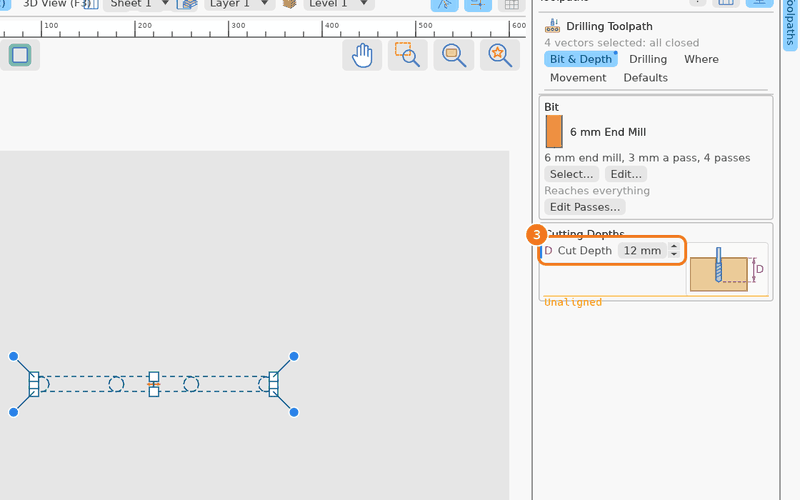 3D View (F3)
Sheet 1
Layer 1
Level 1
100
200
300
400
500
600
Toolpaths
Drilling Toolpath
4 vectors selected: all closed
Bit & Depth* Drilling Where
Movement Defaults
Bit
6 mm End Mill
6 mm end mill, 3 mm a pass, 4 passes
Select... Edit...
Reaches everything
Edit Passes...
3
Cutting Depths
D Cut Depth 12 mm
D
Unaligned